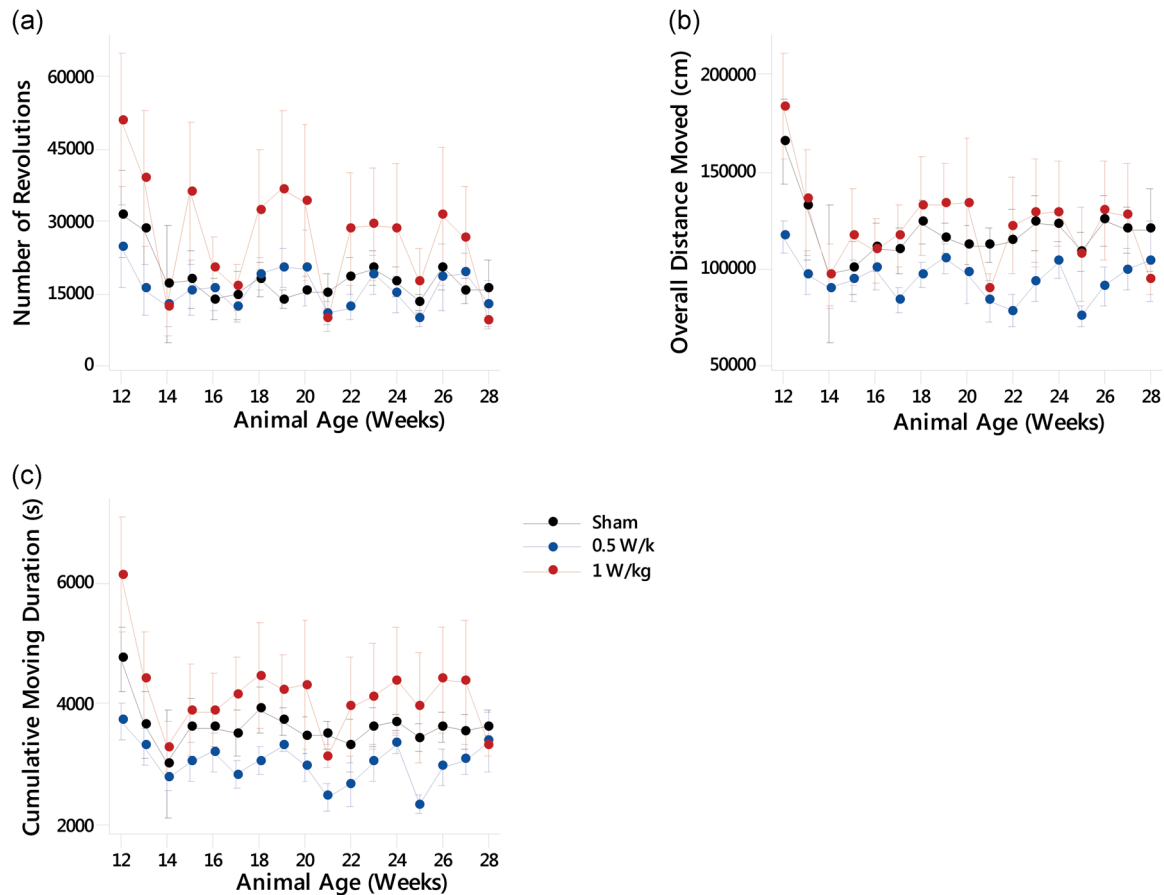 (a)
Number of Revolutions
60000
45000
30000
15000
0
12 14 16 18 20 22 24 26 28
Animal Age (Weeks)
(b)
Overall Distance Moved (cm)
200000
150000
100000
50000
12 14 16 18 20 22 24 26 28
Animal Age (Weeks)
(c)
Cumulative Moving Duration (s)
6000
4000
2000
12 14 16 18 20 22 24 26 28
Animal Age (Weeks)
Sham
0.5 W/k
1 W/kg